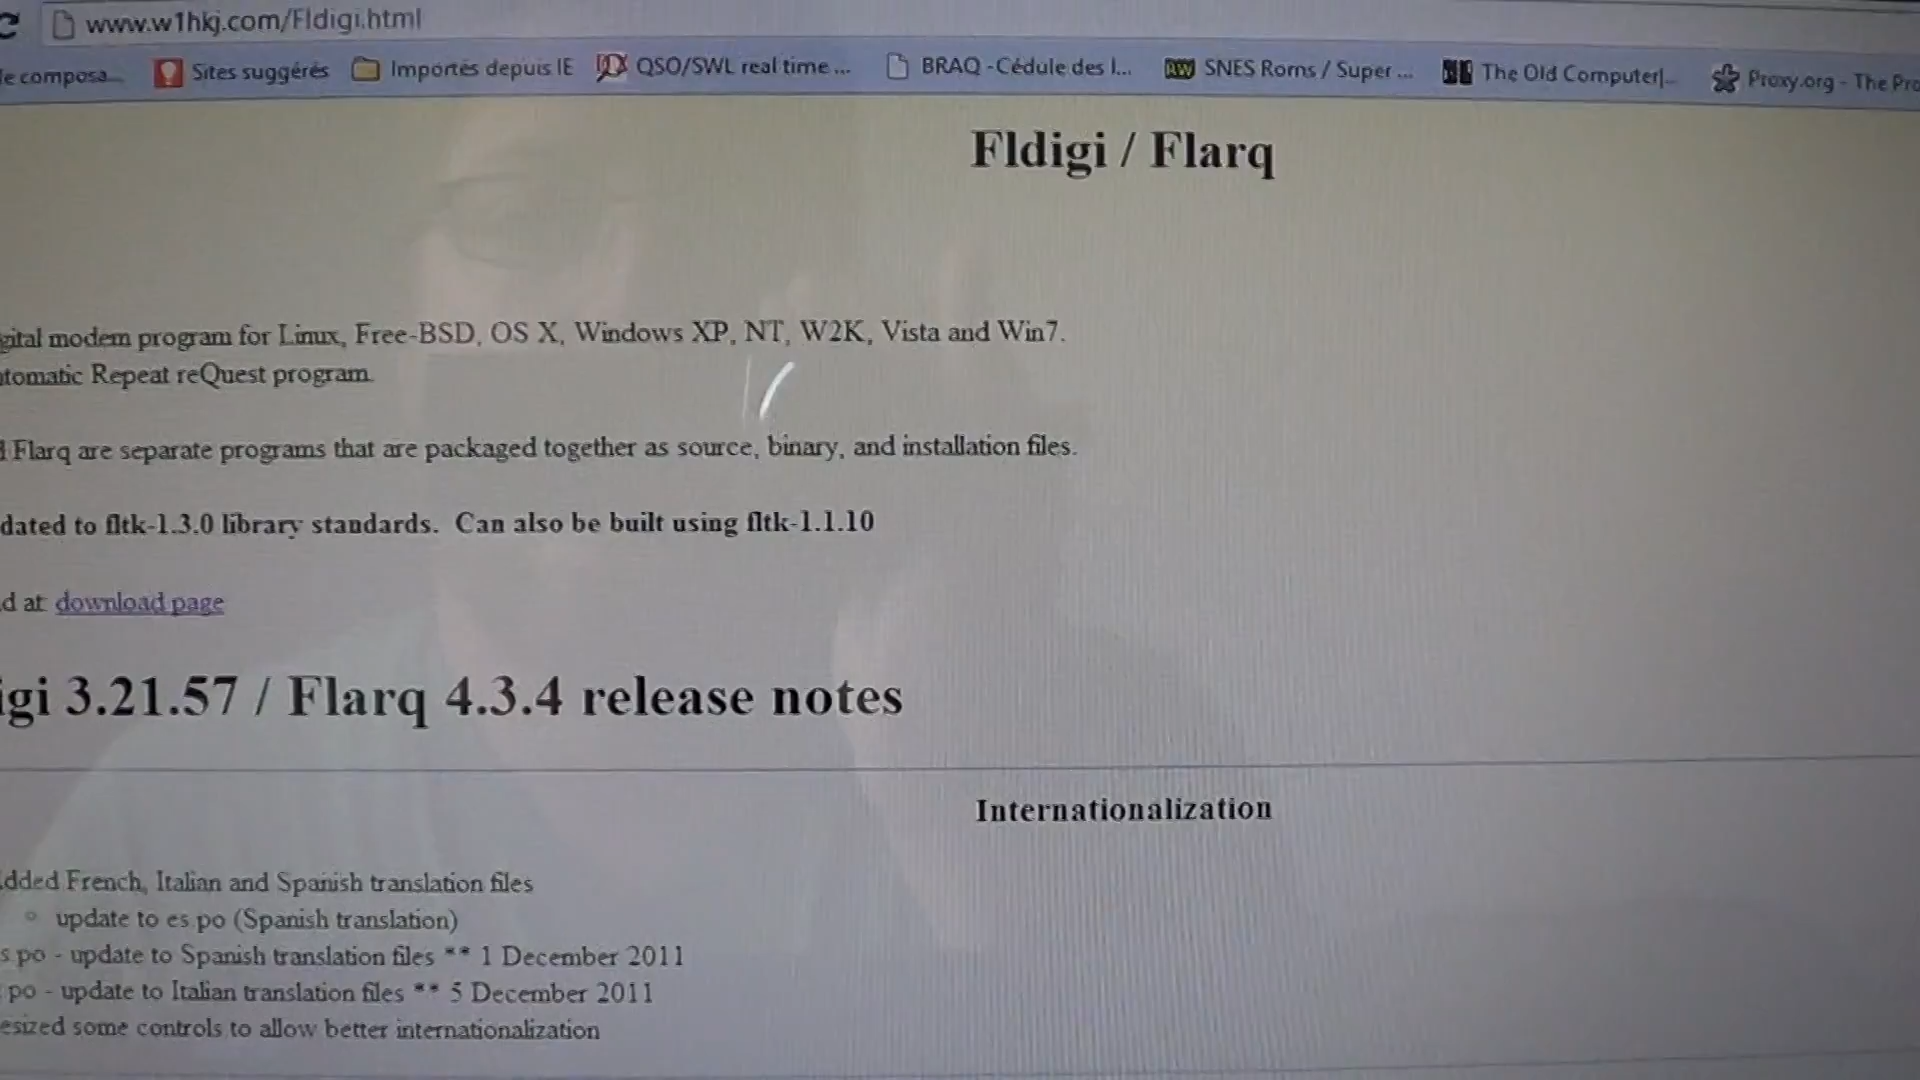 www.w1hkj.com/Fldigi.html
le composa... Sites suggérés Importés depuis IE QSO/SWL real time ... BRAQ - Cédule des l... SNES Roms / Super ... The Old Computer|... Proxy.org - The Pro
Fldigi / Flarq
gital modem program for Linux, Free-BSD, OS X, Windows XP, NT, W2K, Vista and Win7.
utomatic Repeat reQuest program.
d Flarq are separate programs that are packaged together as source, binary, and installation files.
dated to fltk-1.3.0 library standards. Can also be built using fltk-1.1.10
d at download page
igi 3.21.57 / Flarq 4.3.4 release notes
Internationalization
dded French, Italian and Spanish translation files
update to es.po (Spanish translation)
s.po - update to Spanish translation files ** 1 December 2011
po - update to Italian translation files ** 5 December 2011
esized some controls to allow better internationalization